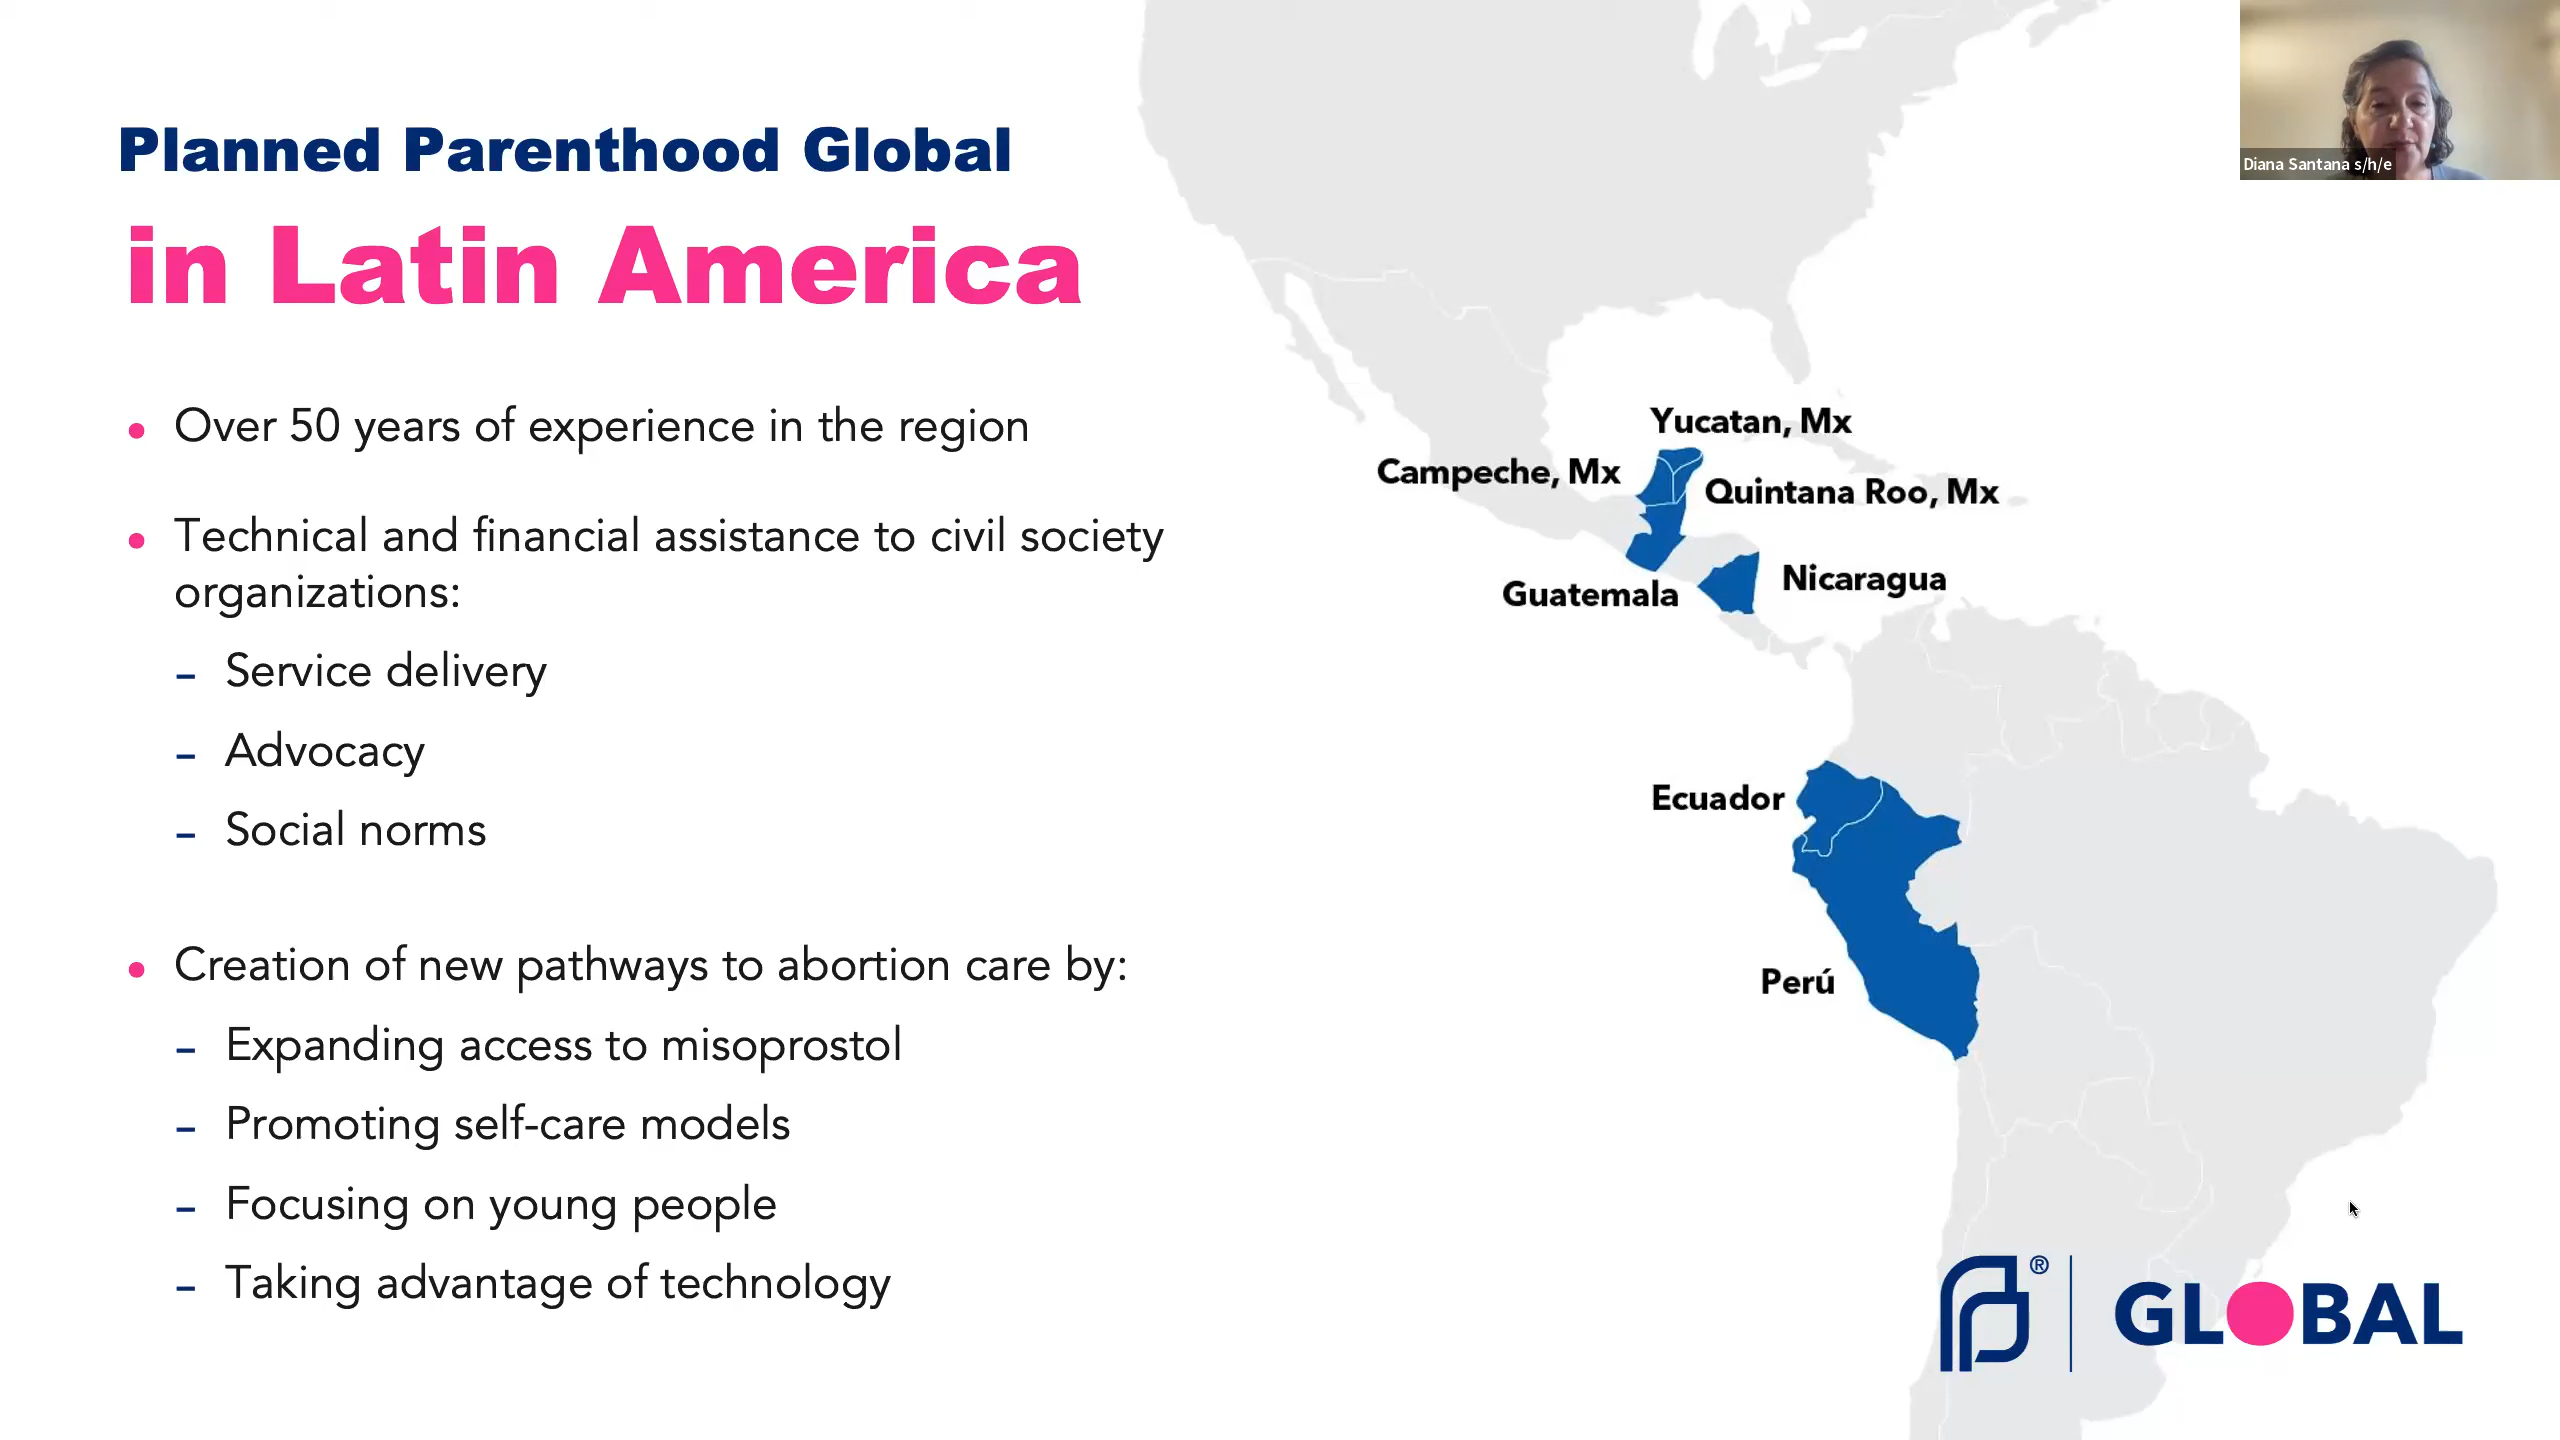 Planned Parenthood Global
in Latin America
• Over 50 years of experience in the region
• Technical and financial assistance to civil society
organizations:
– Service delivery
– Advocacy
– Social norms
• Creation of new pathways to abortion care by:
– Expanding access to misoprostol
– Promoting self-care models
– Focusing on young people
– Taking advantage of technology
Diana Santana s/h/e
Yucatan, Mx
Campeche, Mx
Quintana Roo, Mx
Nicaragua
Guatemala
Ecuador
Perú
® GLOBAL